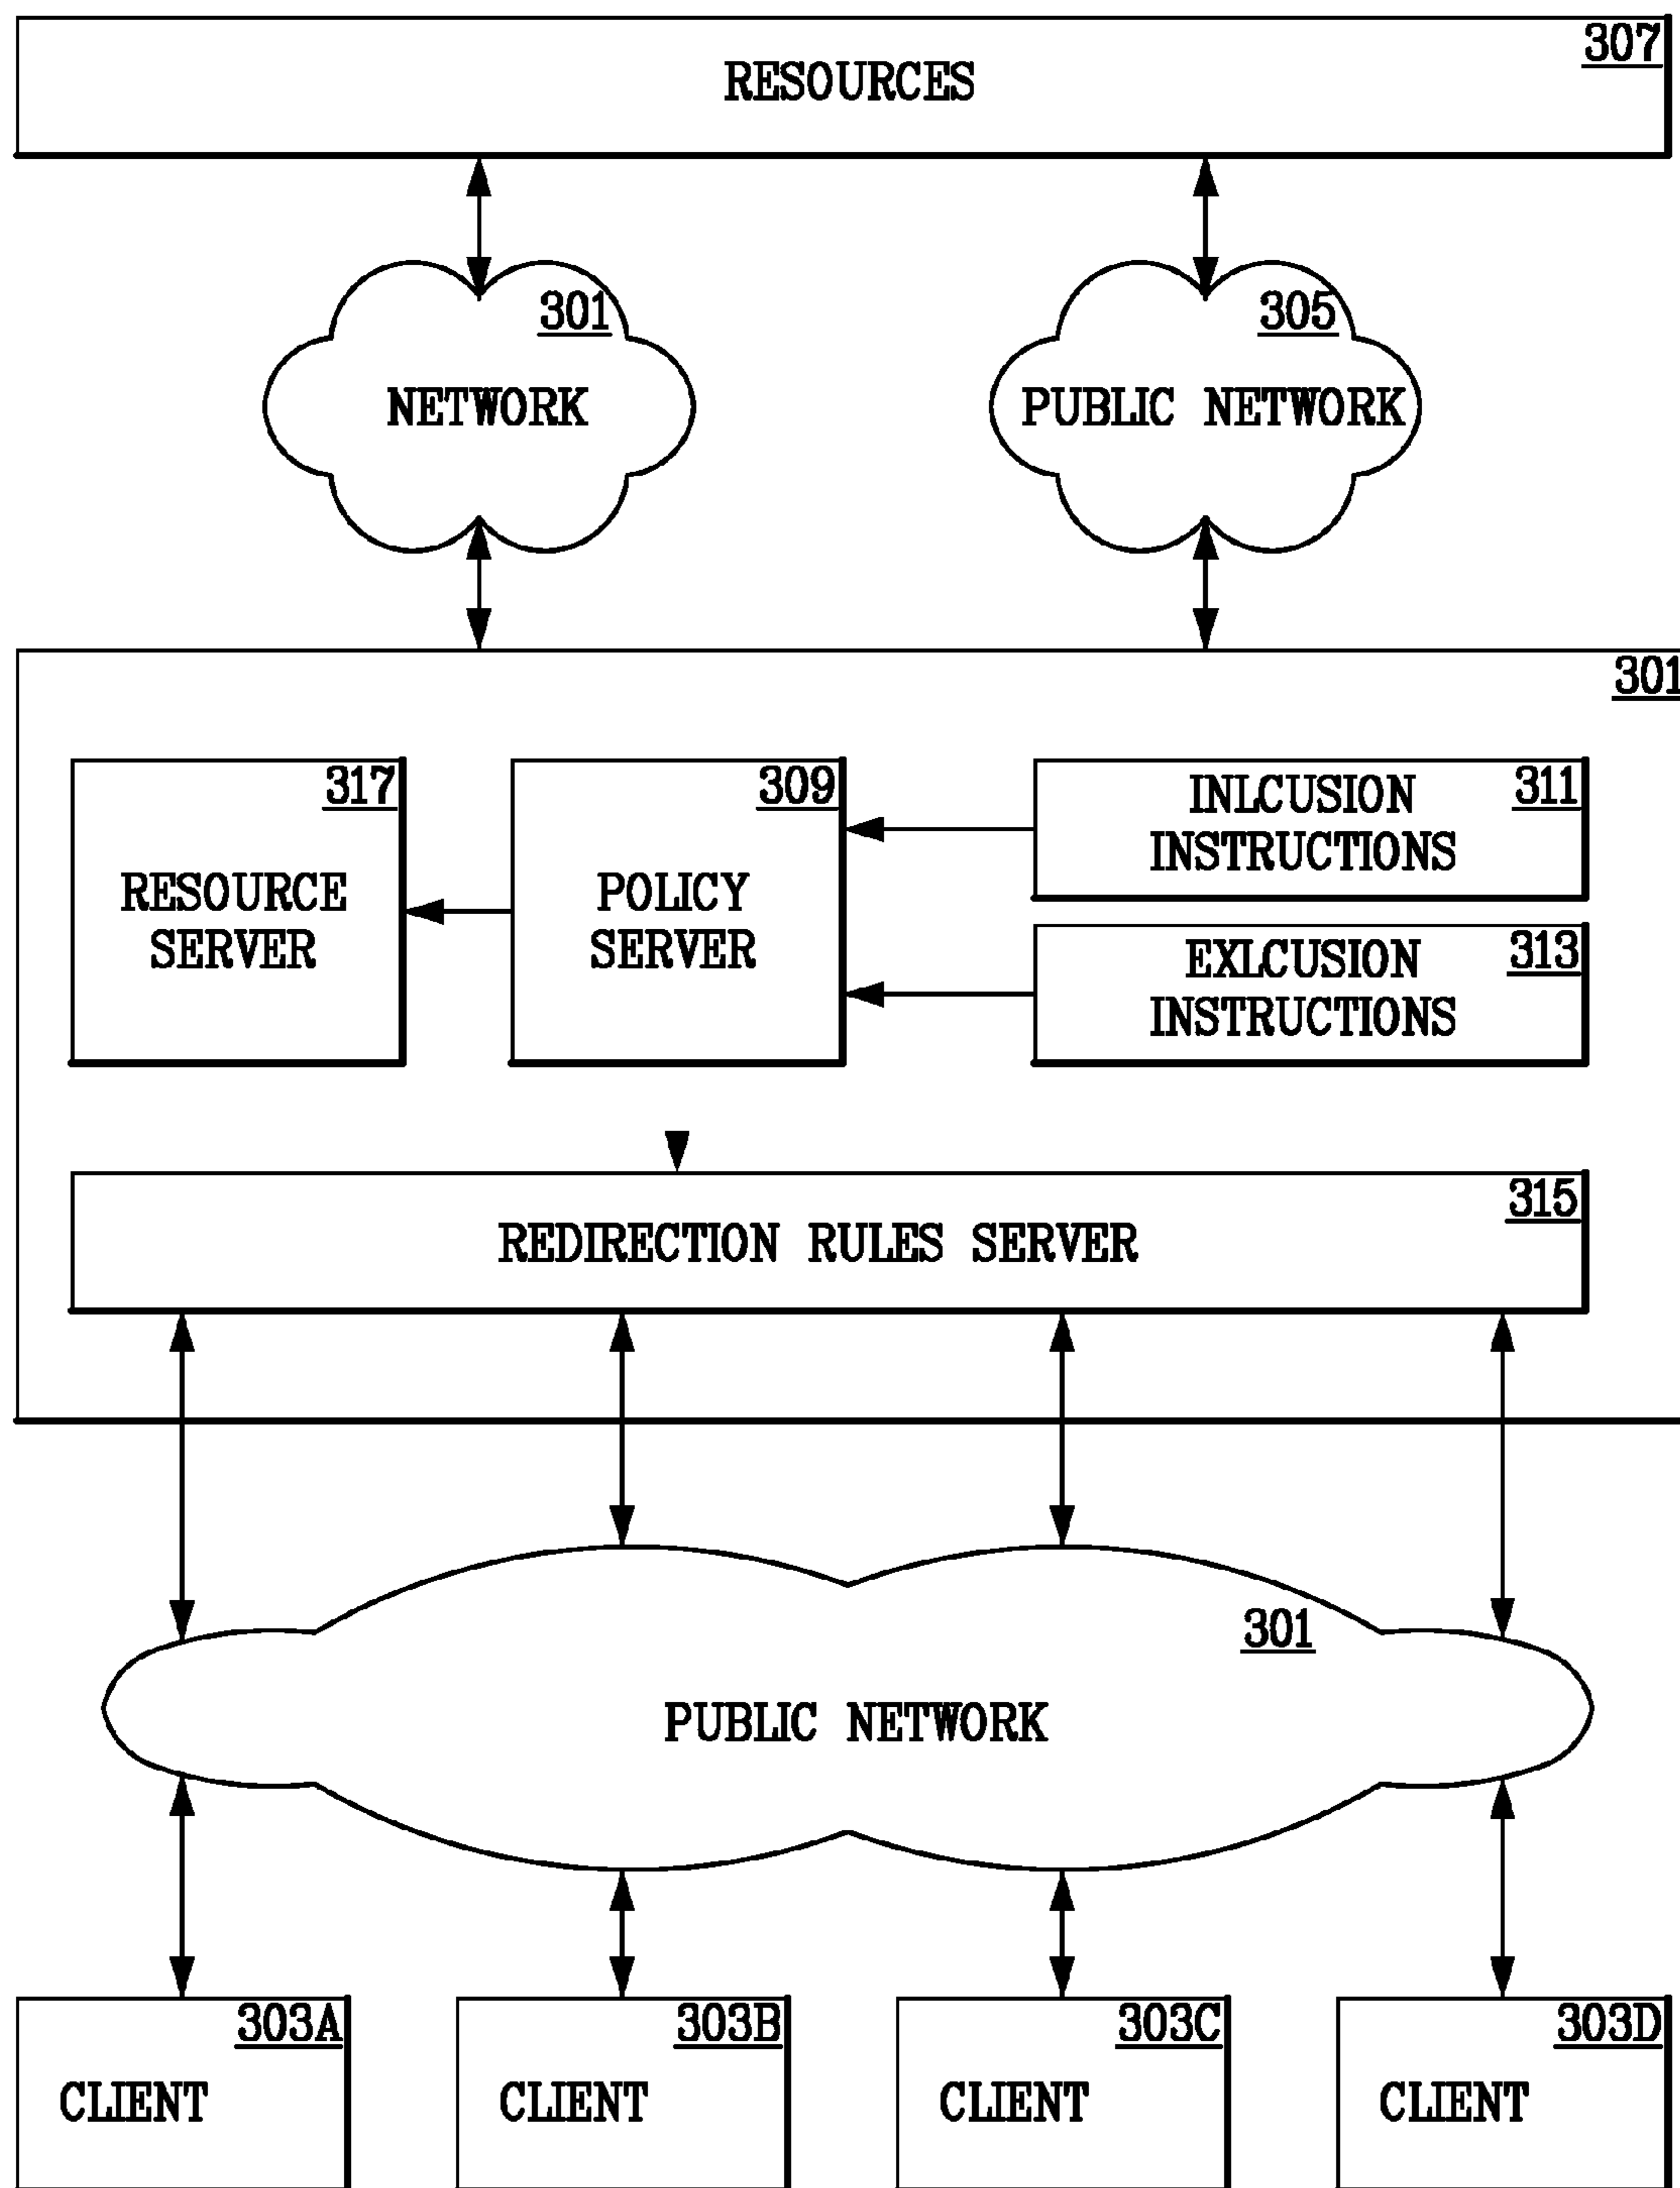 307
RESOURCES
301
NETWORK
305
PUBLIC NETWORK
301
317
RESOURCE
SERVER
309
POLICY
SERVER
INLCUSION
INSTRUCTIONS
311
EXLCUSION
INSTRUCTIONS
313
315
REDIRECTION RULES SERVER
301
PUBLIC NETWORK
303A
CLIENT
303B
CLIENT
303C
CLIENT
303D
CLIENT